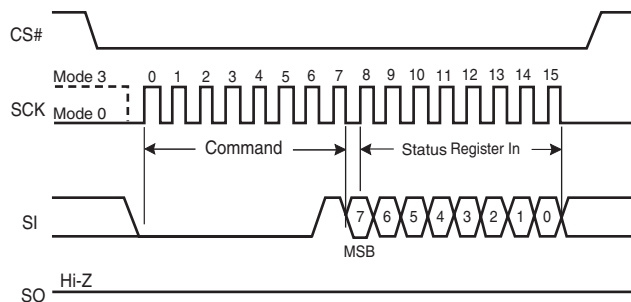 CS#
Mode 3
0 1 2 3 4 5 6 7 8 9 10 11 12 13 14 15
SCK
Mode 0
Command
Status Register In
SI
7 6 5 4 3 2 1 0
MSB
Hi-Z
SO